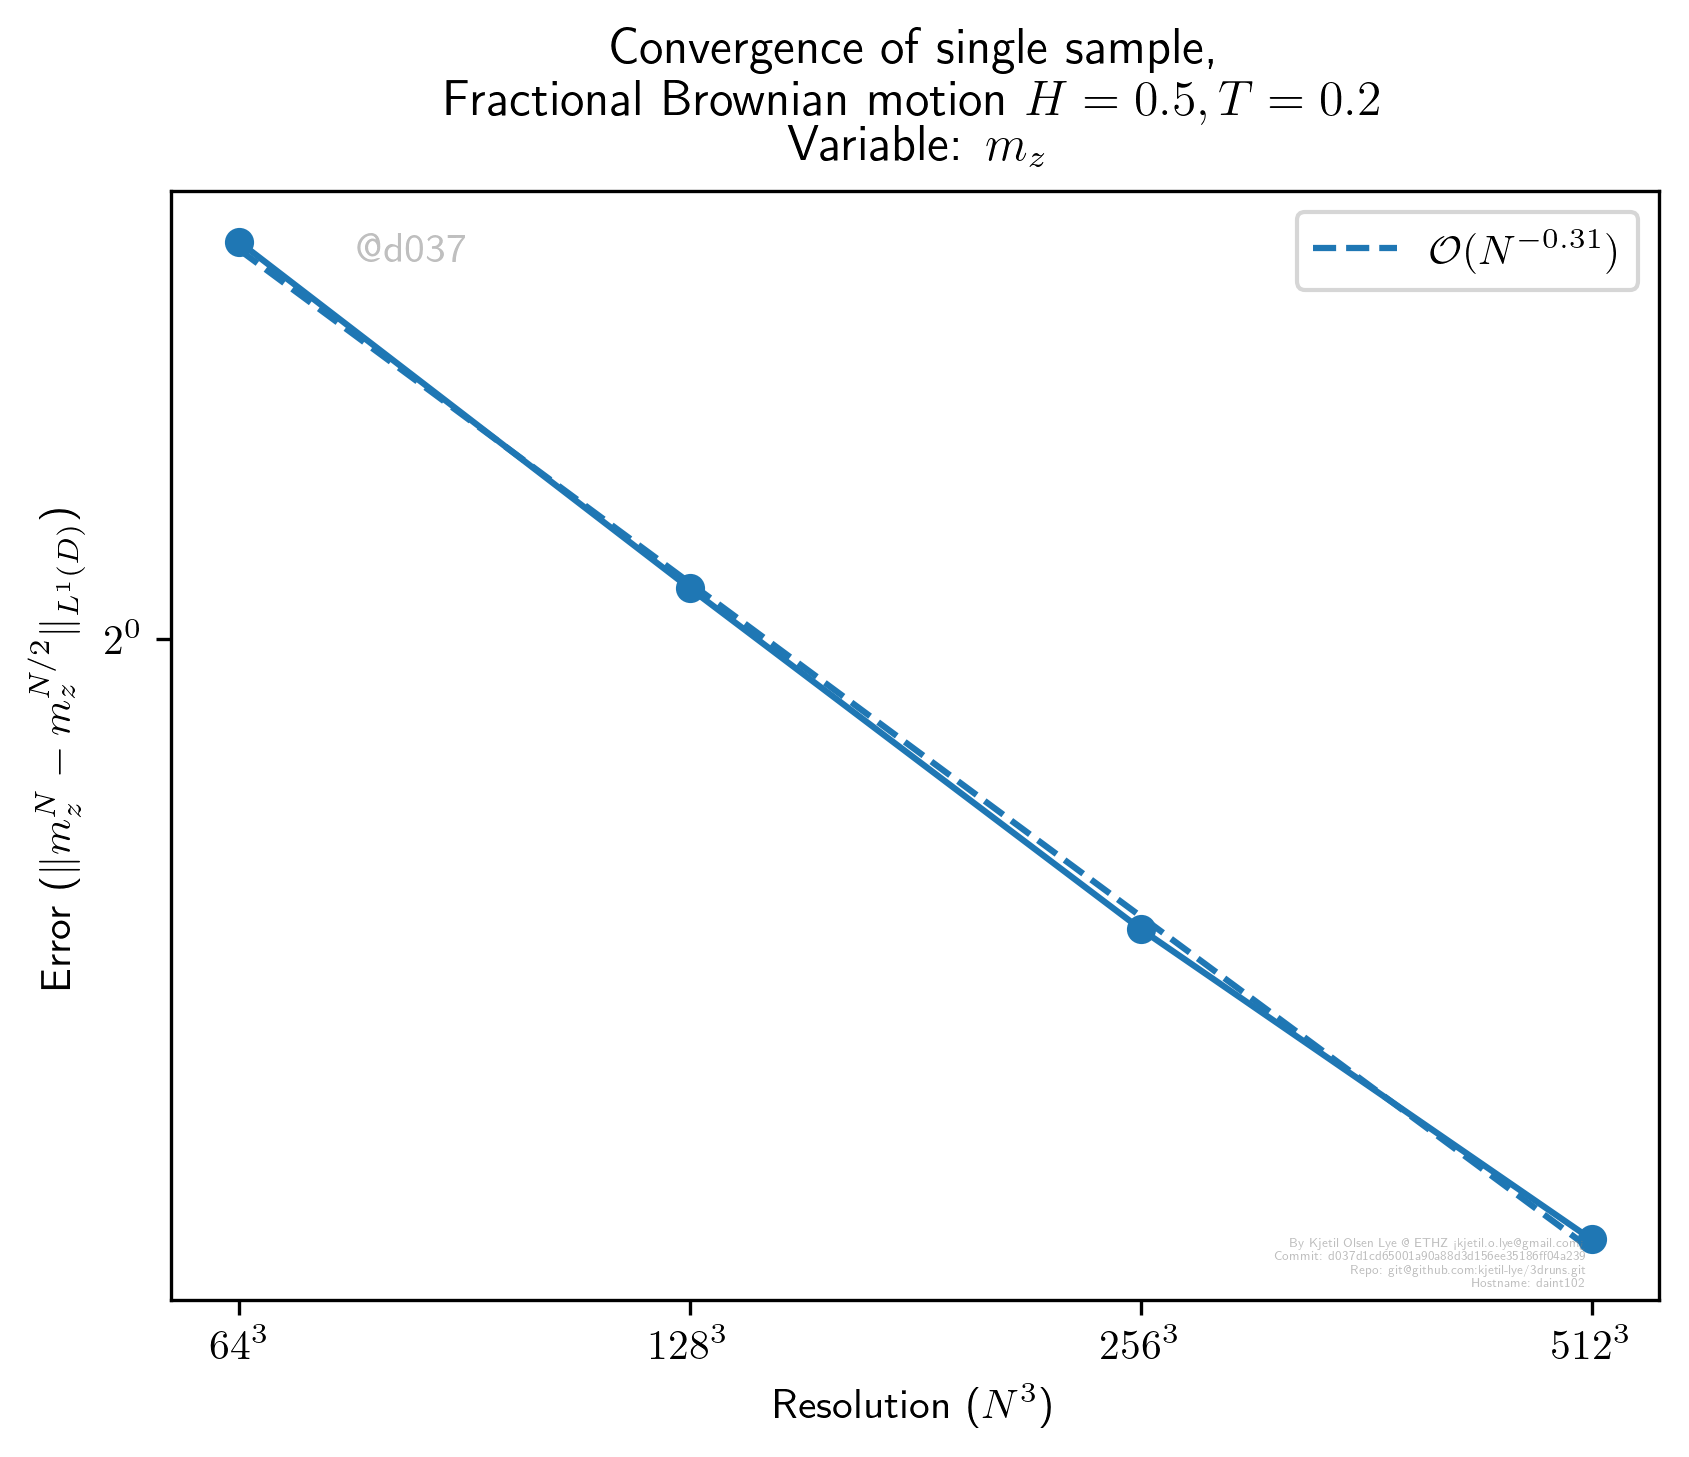 Convergence of single sample,
Fractional Brownian motion $H = 0.5, T = 0.2$
Variable: $m_z$
@d037
$\mathcal{O}(N^{-0.31})$
Error ($||m_z^N - m_z^{N/2}||_{L^1(D)}$)
$2^0$
By Kjetil Olsen Lye @ ETHZ ¡kjetil.o.lye@gmail.com
Commit: d037d1cd65001a90a88d3d156ee35186ff04a239
Repo: git@github.com:kjetil-lye/3druns.git
Hostname: daint102
$64^3$ $128^3$ $256^3$ $512^3$
Resolution ($N^3$)